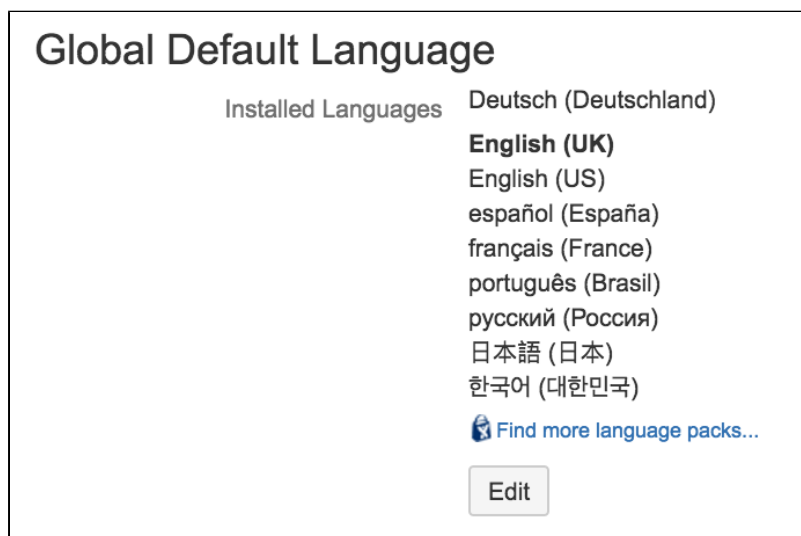 Global Default Language
Installed Languages
Deutsch (Deutschland)
English (UK)
English (US)
español (España)
français (France)
português (Brasil)
русский (Россия)
日本語 (日本)
한국어 (대한민국)
Find more language packs...
Edit